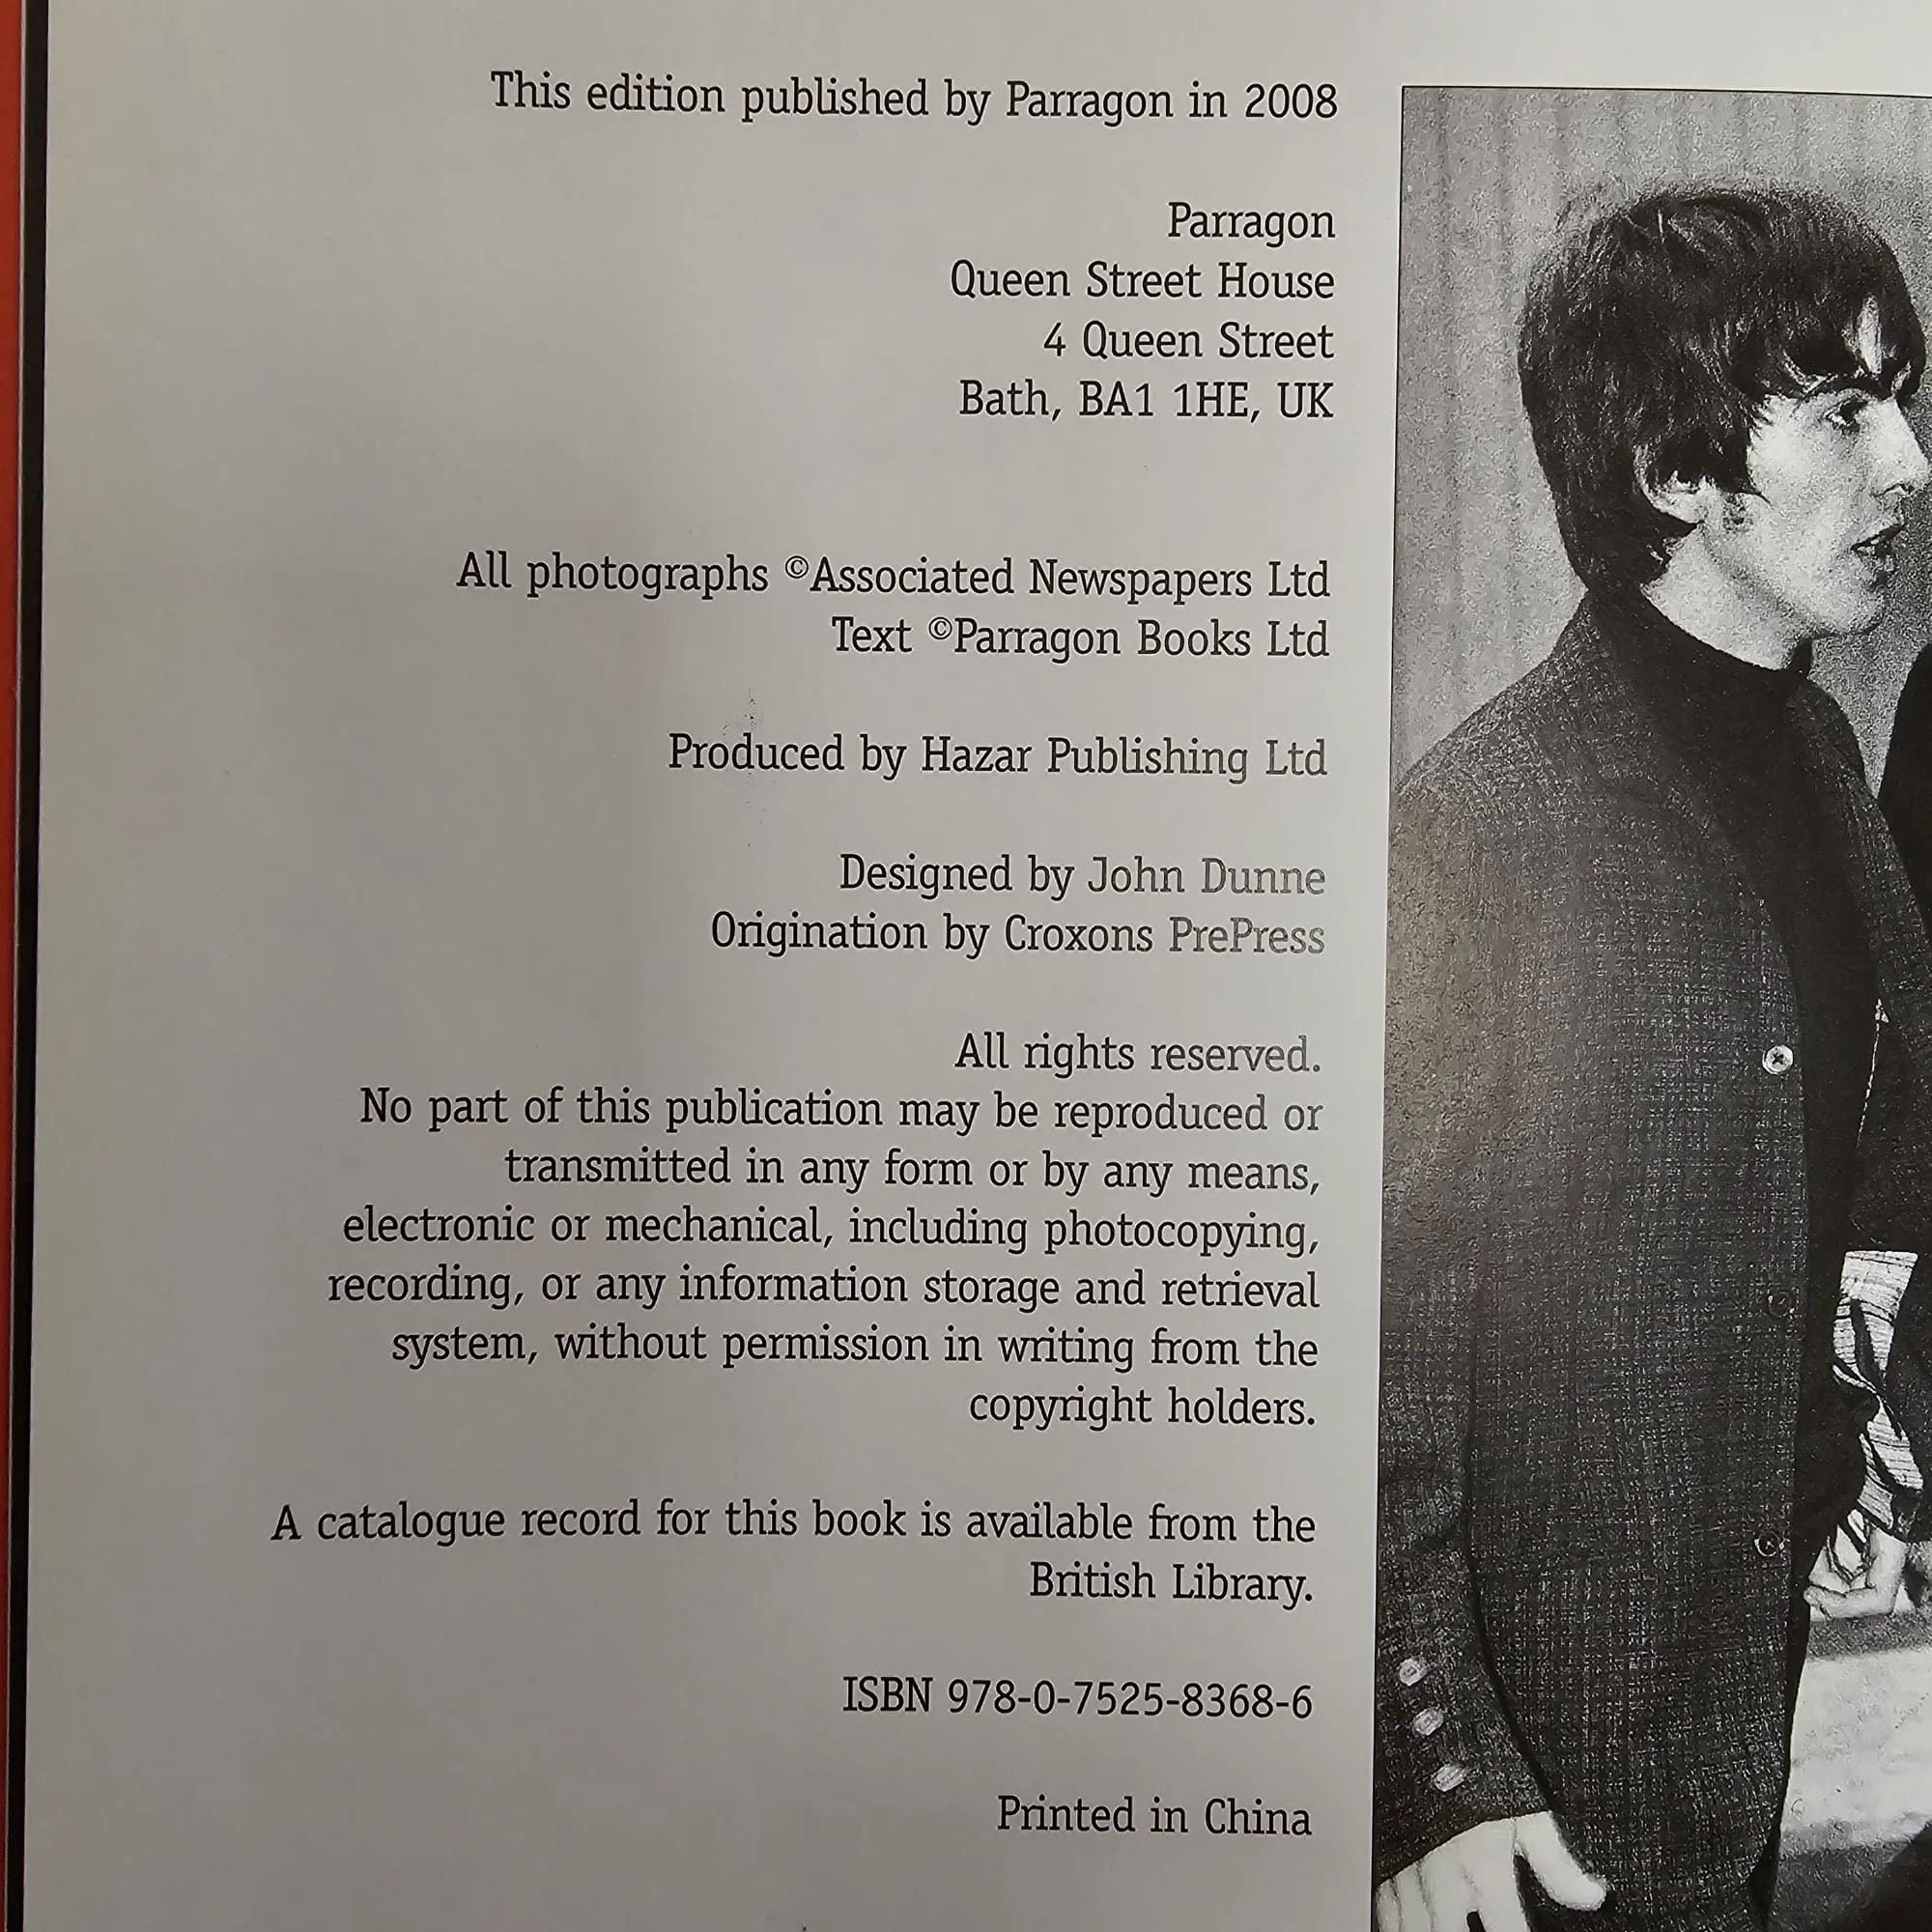 This edition published by Parragon in 2008
Parragon
Queen Street House
4 Queen Street
Bath, BA1 1HE, UK
All photographs ©Associated Newspapers Ltd
Text ©Parragon Books Ltd
Produced by Hazar Publishing Ltd
Designed by John Dunne
Origination by Croxons PrePress
All rights reserved.
No part of this publication may be reproduced or
transmitted in any form or by any means,
electronic or mechanical, including photocopying,
recording, or any information storage and retrieval
system, without permission in writing from the
copyright holders.
A catalogue record for this book is available from the
British Library.
ISBN 978-0-7525-8368-6
Printed in China